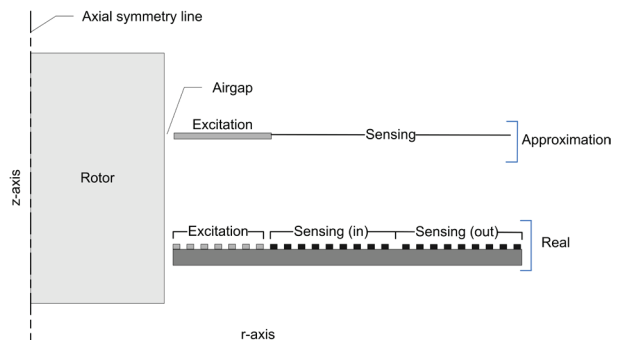 Axial symmetry line
Airgap
Excitation
Sensing
Approximation
Rotor
z-axis
Excitation
Sensing (in)
Sensing (out)
Real
r-axis